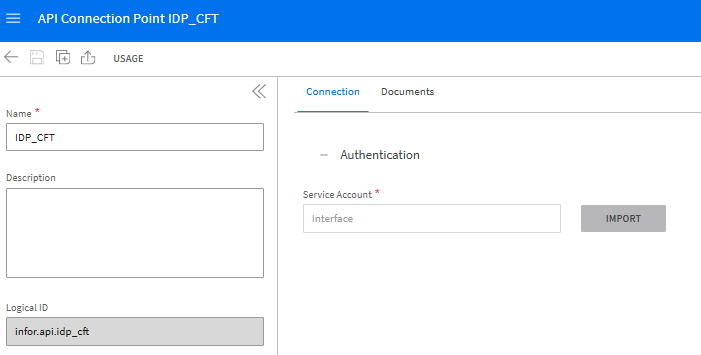 API Connection Point IDP_CFT
USAGE
Name *
IDP_CFT
Description
Logical ID
infor.api.idp_cft
Connection
Documents
Authentication
Service Account *
Interface
IMPORT